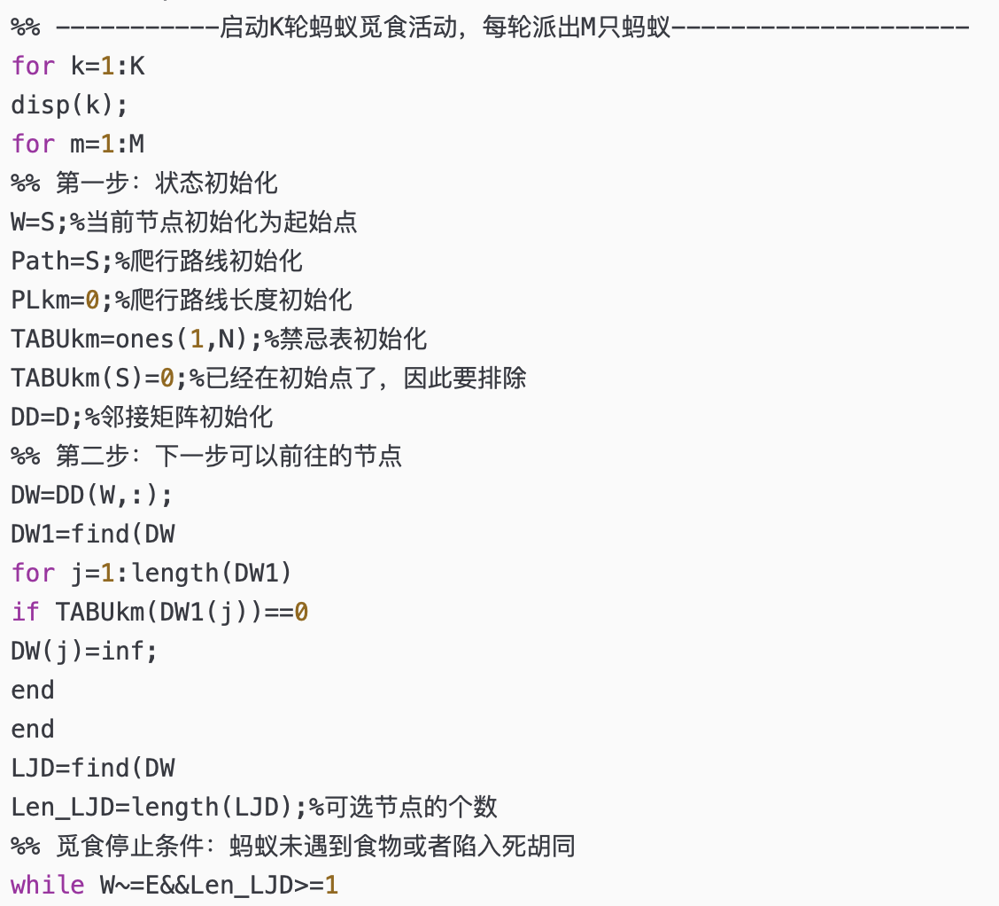 %% -----------启动K轮蚂蚁觅食活动，每轮派出M只蚂蚁--------------------
for k=1:K
disp(k);
for m=1:M
%% 第一步：状态初始化
W=S;%当前节点初始化为起始点
Path=S;%爬行路线初始化
PLkm=0;%爬行路线长度初始化
TABUkm=ones(1,N);%禁忌表初始化
TABUkm(S)=0;%已经在初始点了，因此要排除
DD=D;%邻接矩阵初始化
%% 第二步：下一步可以前往的节点
DW=DD(W,:);
DW1=find(DW
for j=1:length(DW1)
if TABUkm(DW1(j))==0
DW(j)=inf;
end
end
LJD=find(DW
Len_LJD=length(LJD);%可选节点的个数
%% 觅食停止条件：蚂蚁未遇到食物或者陷入死胡同
while W~=E&&Len_LJD>=1